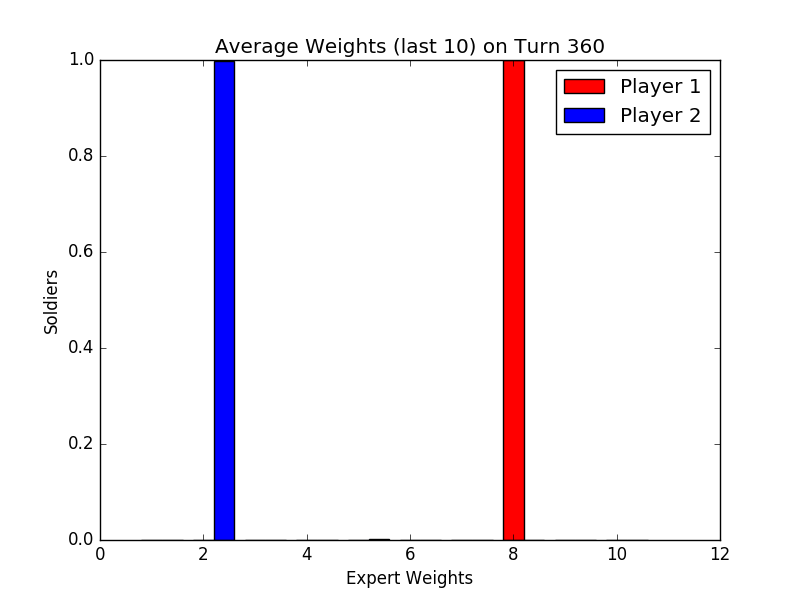 Average Weights (last 10) on Turn 360
1.0
0.8
0.6
0.4
0.2
0.0
Soldiers
Player 1
Player 2
0 2 4 6 8 10 12
Expert Weights